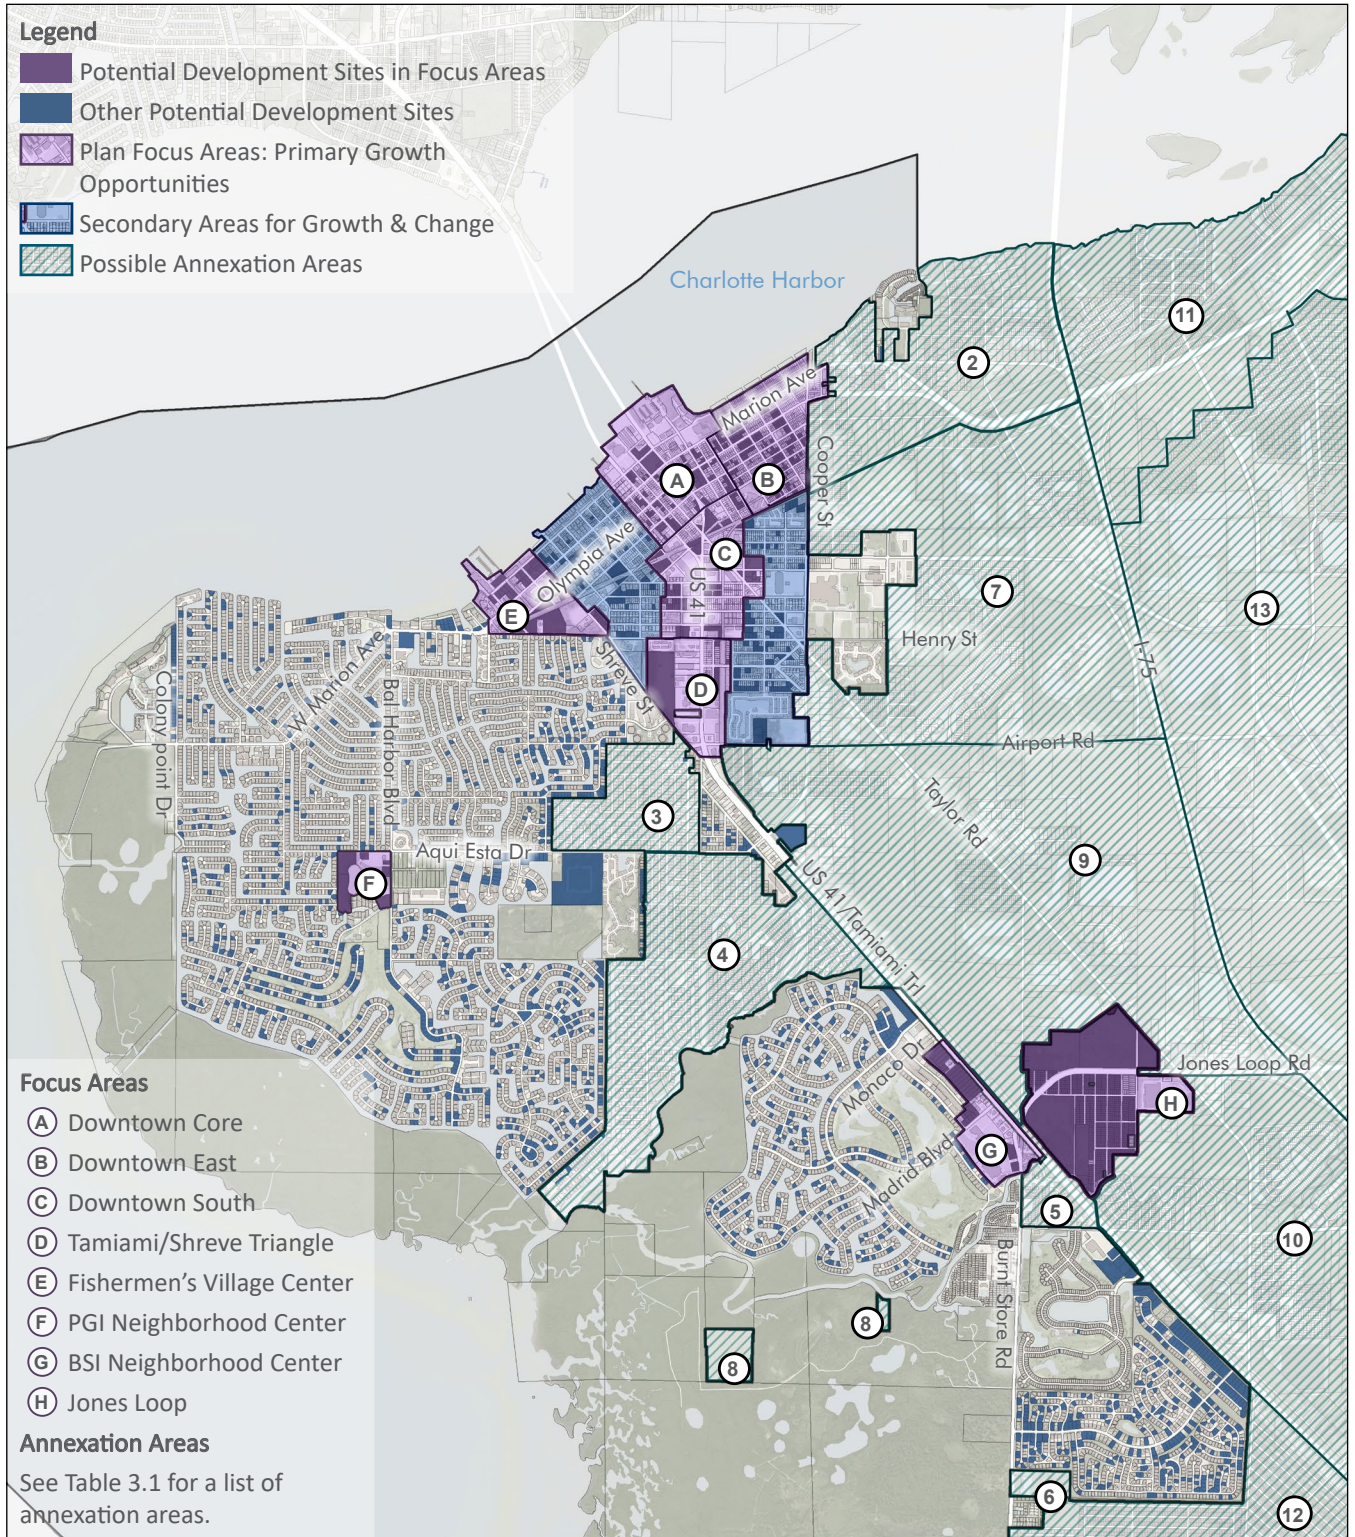 Legend
Potential Development Sites in Focus Areas
Other Potential Development Sites
Plan Focus Areas: Primary Growth
Opportunities
Secondary Areas for Growth & Change
Possible Annexation Areas
Charlotte Harbor
11
2
Marion Ave
A
B
Cooper St
Olympia Ave
C
US 41
7
13
E
Henry St
I-75
Shreve St
W Marion Ave
Colony point Dr
Bal Harbor Blvd
D
Airport Rd
3
Taylor Rd
Aqui Esta Dr
9
F
US 41/Tamiami Trl
4
Monaco Dr
Jones Loop Rd
H
Madrid Blvd
G
5
10
Burnt Store Rd
8
8
6
12
Focus Areas
A Downtown Core
B Downtown East
C Downtown South
D Tamiami/Shreve Triangle
E Fishermen's Village Center
F PGI Neighborhood Center
G BSI Neighborhood Center
H Jones Loop
Annexation Areas
See Table 3.1 for a list of
annexation areas.